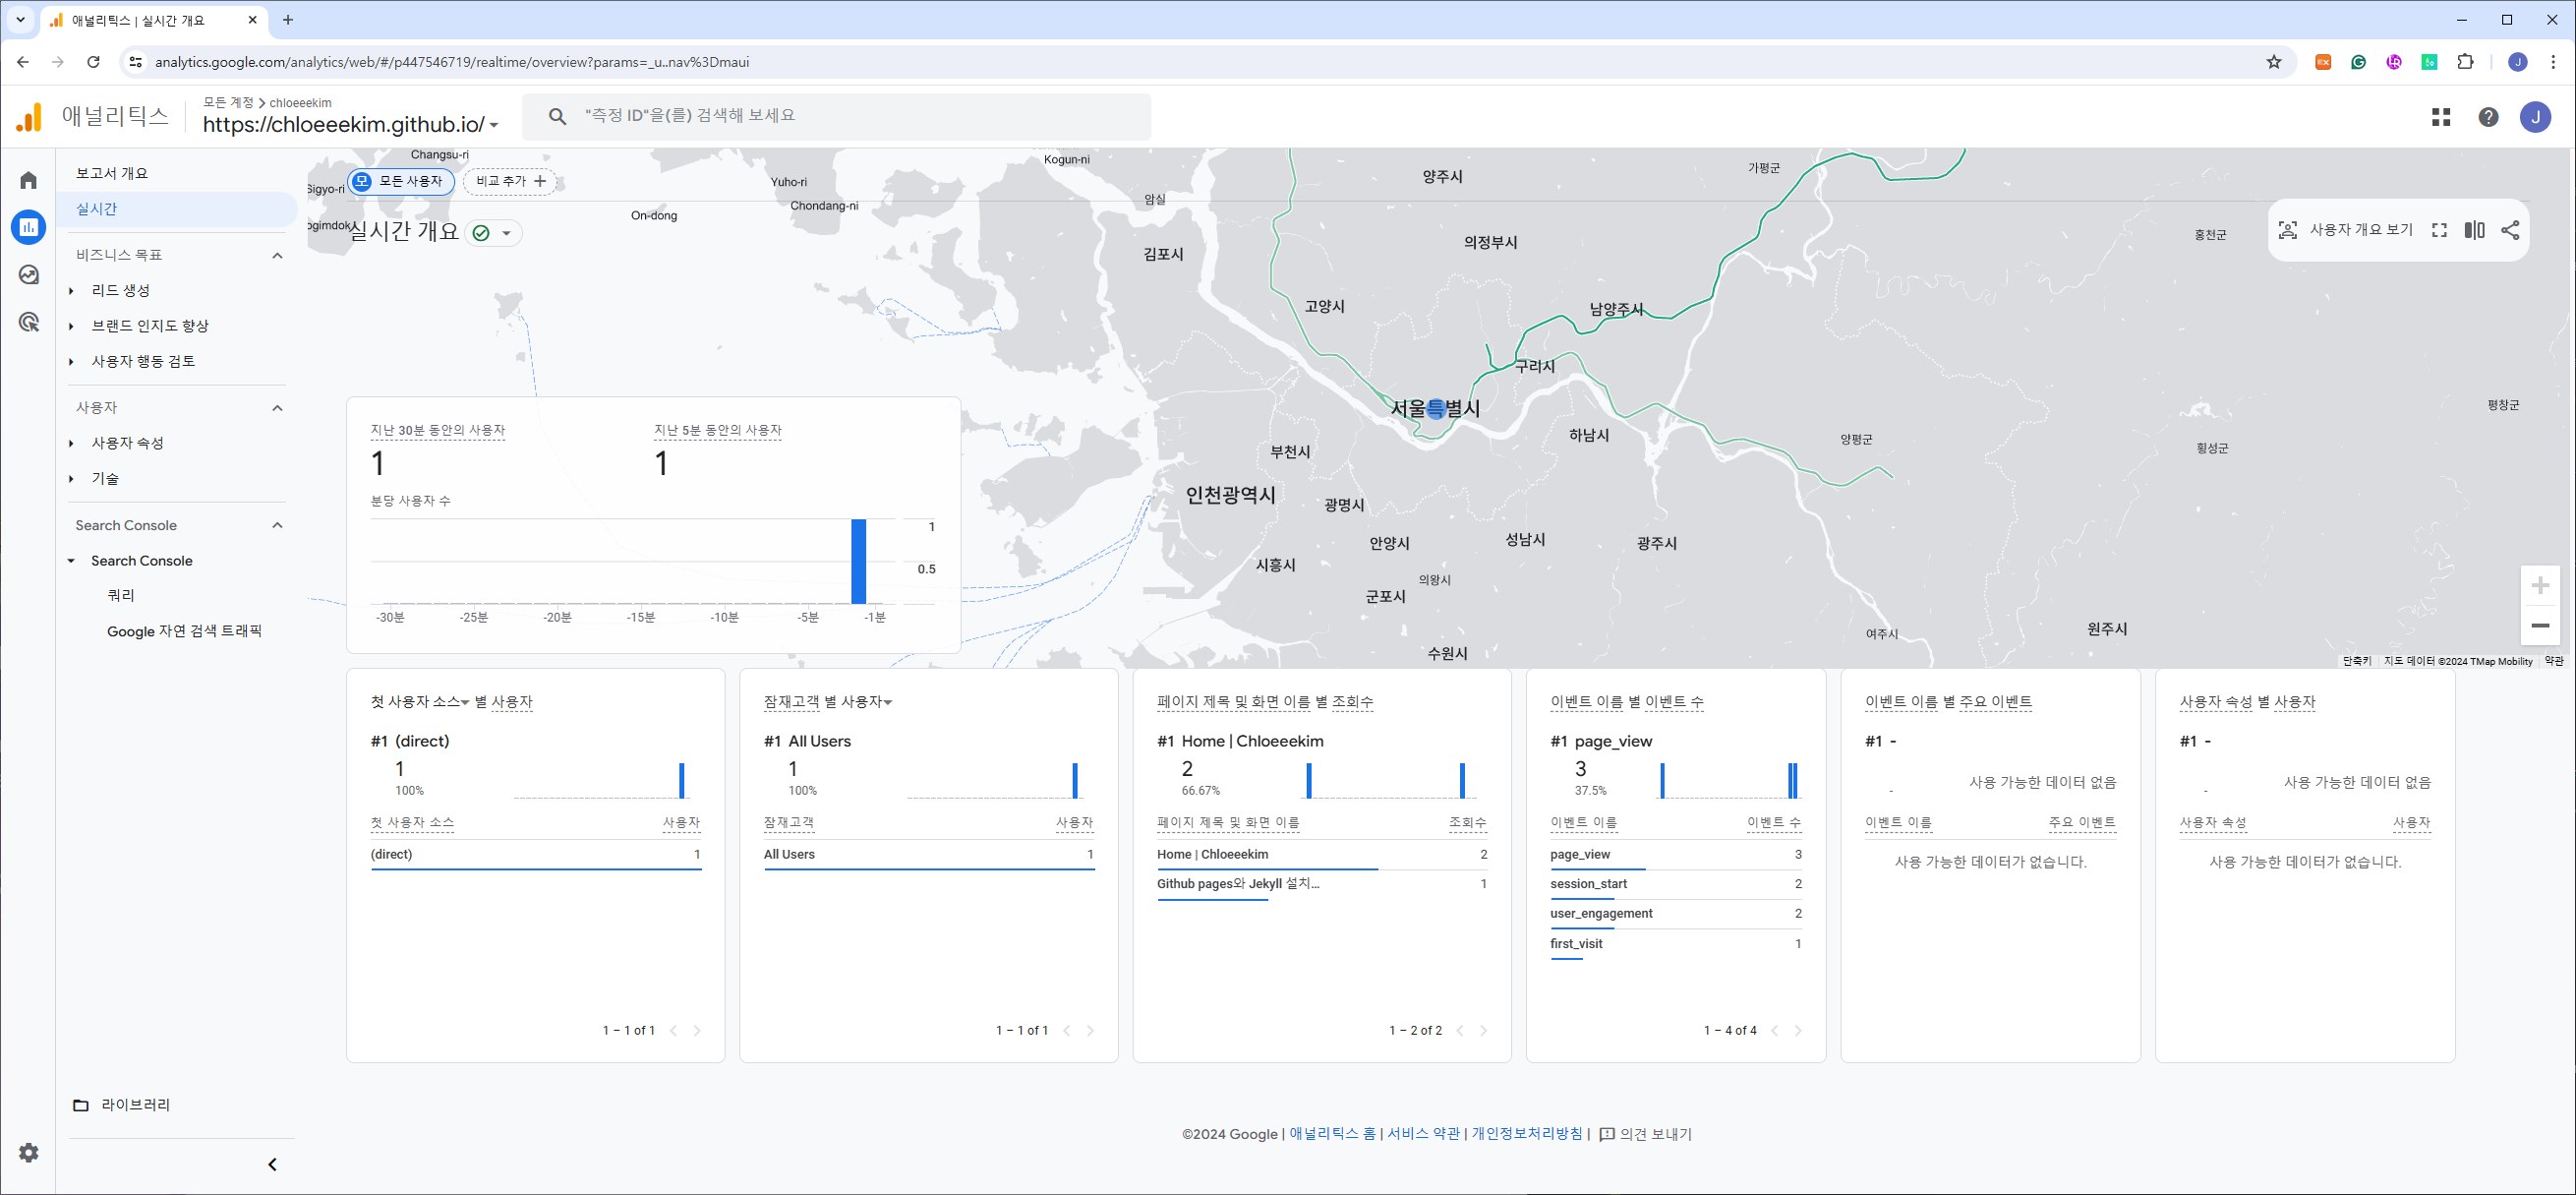 애널리틱스 | 실시간 개요
analytics.google.com/analytics/web/#/p447546719/realtime/overview?params=_u..nav%3Dmaui
J
애널리틱스
모든 계정 > chloeeekim
https://chloeeekim.github.io/
"측정 ID"을(를) 검색해 보세요
J
보고서 개요
실시간
비즈니스 목표
리드 생성
브랜드 인지도 향상
사용자 행동 검토
사용자
사용자 속성
기술
Search Console
Search Console
쿼리
Google 자연 검색 트래픽
라이브러리
모 모든 사용자
비교 추가
실시간 개요
사용자 개요 보기
Changsu-ri
Sigyo-ri
ogimdok
On-dong
Yuho-ri
Chondang-ni
Kogun-ni
암실
김포시
양주시
의정부시
고양시
남양주시
가평군
홍천군
구리시
서울특별시
하남시
양평군
횡성군
평창군
부천시
인천광역시
광명시
안양시
성남시
광주시
시흥시
의왕시
군포시
수원시
여주시
원주시
단축키
지도 데이터 ©2024 TMap Mobility
약관
지난 30분 동안의 사용자
1
지난 5분 동안의 사용자
1
분당 사용자 수
1
0.5
-30분 -25분 -20분 -15분 -10분 -5분 -1분
첫 사용자 소스 별 사용자
#1 (direct)
1
100%
첫 사용자 소스 사용자
(direct) 1
1 – 1 of 1
잠재고객 별 사용자
#1 All Users
1
100%
잠재고객 사용자
All Users 1
1 – 1 of 1
페이지 제목 및 화면 이름 별 조회수
#1 Home | Chloeeekim
2
66.67%
페이지 제목 및 화면 이름 조회수
Home | Chloeeekim 2
Github pages와 Jekyll 설치... 1
1 – 2 of 2
이벤트 이름 별 이벤트 수
#1 page_view
3
37.5%
이벤트 이름 이벤트 수
page_view 3
session_start 2
user_engagement 2
first_visit 1
1 – 4 of 4
이벤트 이름 별 주요 이벤트
#1 -
- 사용 가능한 데이터 없음
이벤트 이름 주요 이벤트
사용 가능한 데이터가 없습니다.
사용자 속성 별 사용자
#1 -
- 사용 가능한 데이터 없음
사용자 속성 사용자
사용 가능한 데이터가 없습니다.
©2024 Google | 애널리틱스 홈 | 서비스 약관 | 개인정보처리방침 | 의견 보내기